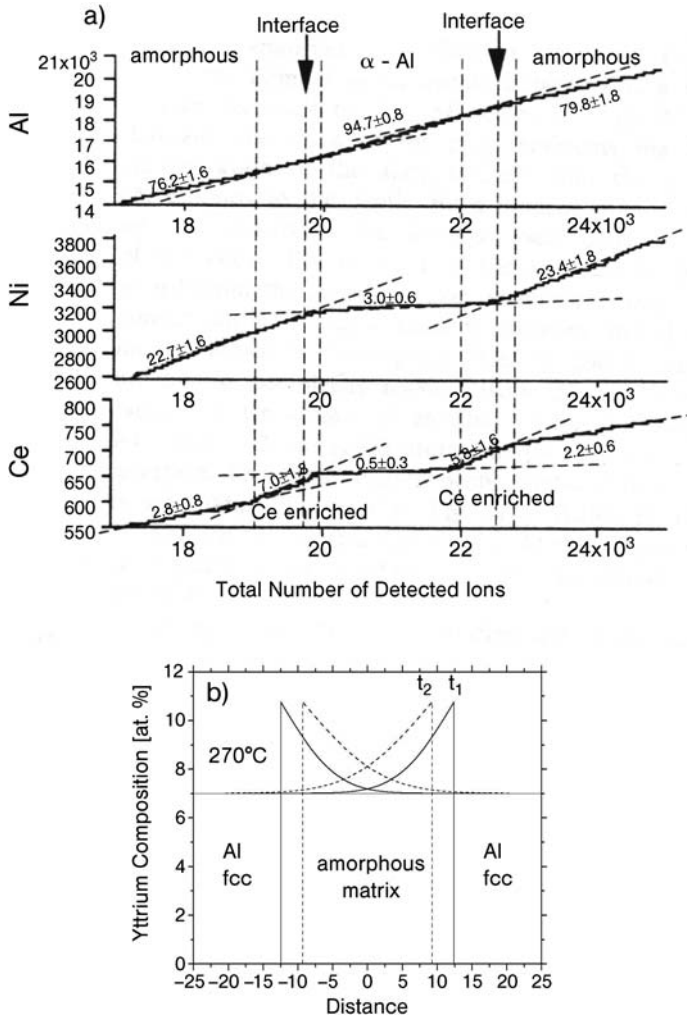 a)
Interface
Interface
amorphous
α - Al
amorphous
21x10³
20
19
18
17
16
15
14
Al
76.2±1.6
94.7±0.8
79.8±1.8
18
20
22
24x10³
3800
3600
3400
3200
3000
2800
2600
Ni
22.7±1.6
3.0±0.6
23.4±1.8
18
20
22
24x10³
800
750
700
650
600
550
Ce
2.8±0.8
7.0±1.8
0.5±0.3
5.8±1.6
2.2±0.6
Ce enriched
Ce enriched
18
20
22
24x10³
Total Number of Detected Ions
b)
t₂ t₁
270°C
12
10
8
6
4
2
0
Yttrium Composition [at. %]
Al
fcc
amorphous
matrix
Al
fcc
-25 -20 -15 -10 -5 0 5 10 15 20 25
Distance